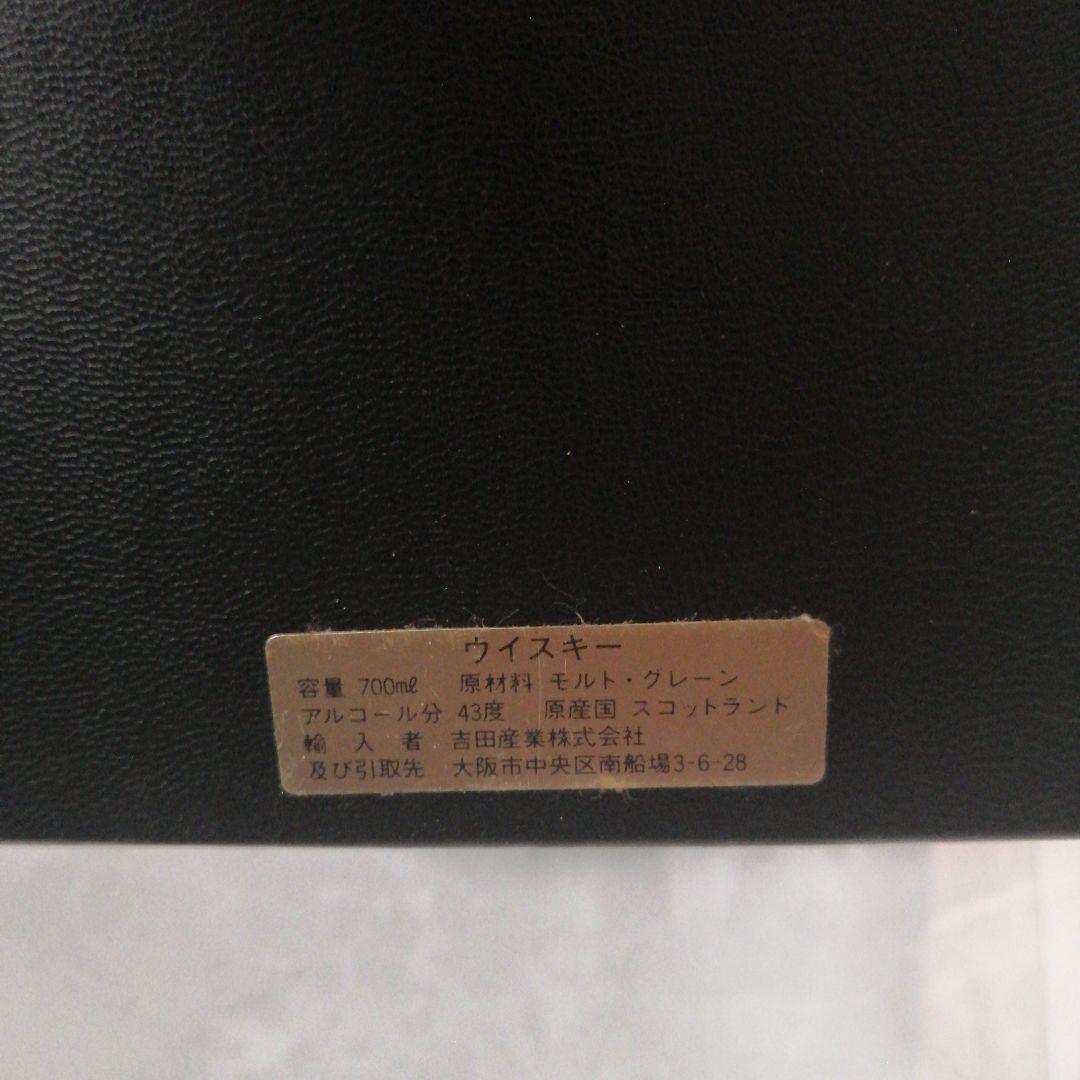 ウイスキー
容量 700ml 原材料 モルト・グレーン
アルコール分 43度 原産国 スコットランド
輸入者 吉田産業株式会社
及び引取先 大阪市中央区南船場3-6-28